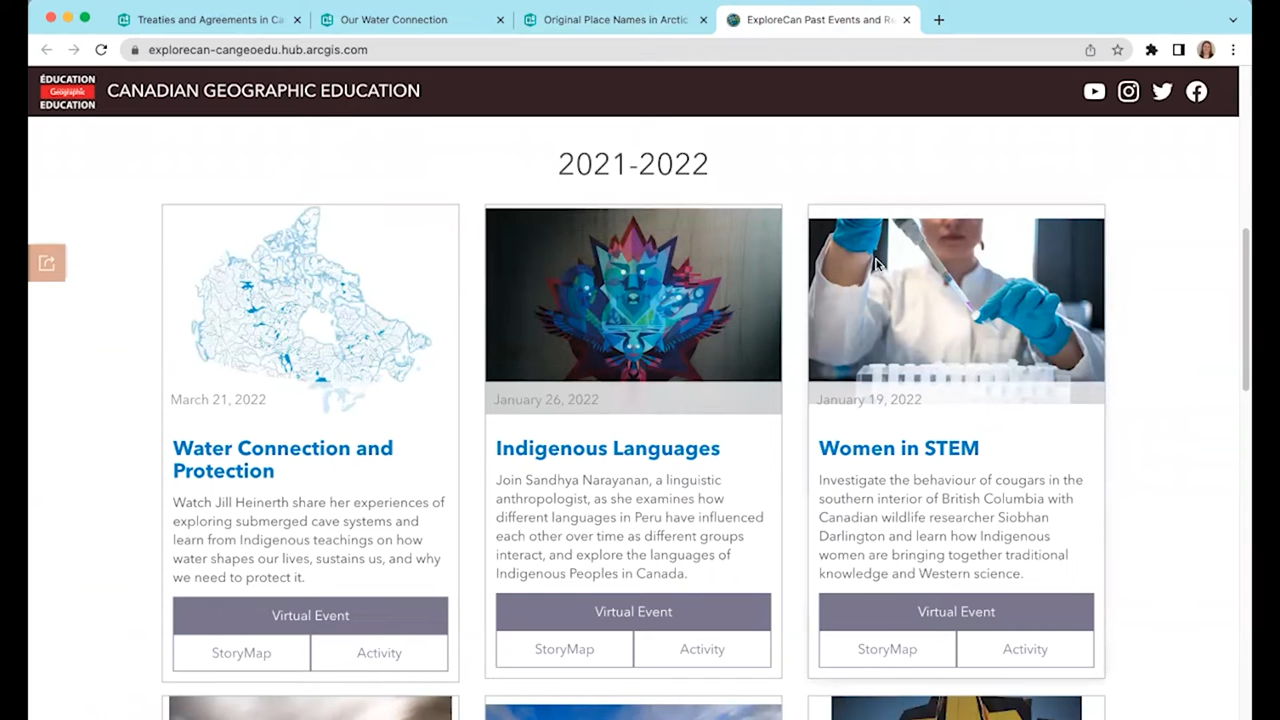 Treaties and Agreements in Ca
Our Water Connection
Original Place Names in Arctic
ExploreCan Past Events and Re
explorecan-cangeoedu.hub.arcgis.com
ÉDUCATION
Geographic
EDUCATION
CANADIAN GEOGRAPHIC EDUCATION
2021-2022
March 21, 2022
Water Connection and
Protection
Watch Jill Heinerth share her experiences of
exploring submerged cave systems and
learn from Indigenous teachings on how
water shapes our lives, sustains us, and why
we need to protect it.
Virtual Event
StoryMap
Activity
January 26, 2022
Indigenous Languages
Join Sandhya Narayanan, a linguistic
anthropologist, as she examines how
different languages in Peru have influenced
each other over time as different groups
interact, and explore the languages of
Indigenous Peoples in Canada.
Virtual Event
StoryMap
Activity
January 19, 2022
Women in STEM
Investigate the behaviour of cougars in the
southern interior of British Columbia with
Canadian wildlife researcher Siobhan
Darlington and learn how Indigenous
women are bringing together traditional
knowledge and Western science.
Virtual Event
StoryMap
Activity